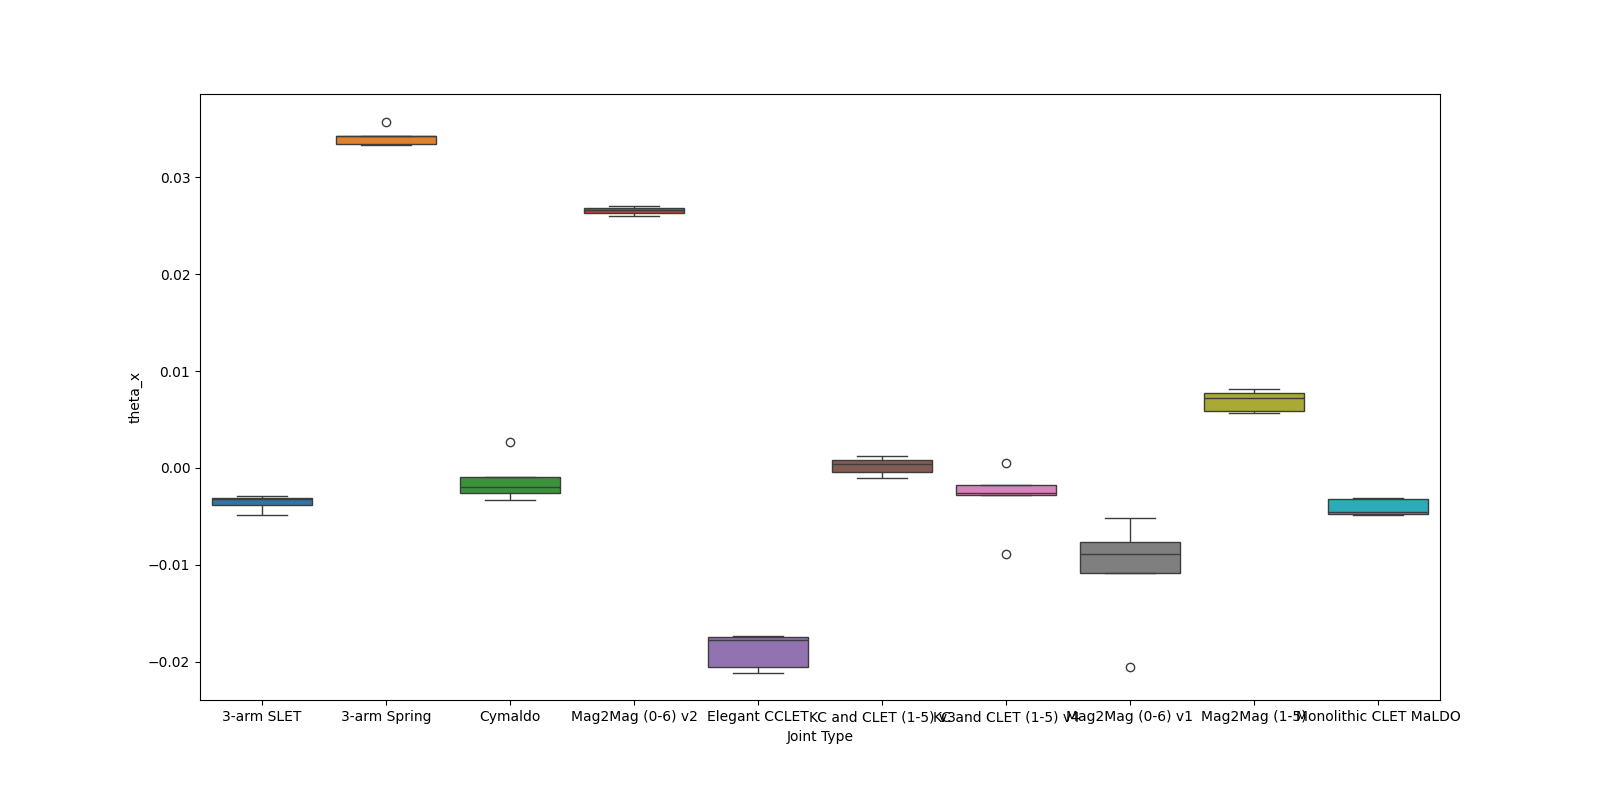 0.03
0.02
0.01
0.00
−0.01
−0.02
theta_x
3-arm SLET 3-arm Spring Cymaldo Mag2Mag (0-6) v2 Elegant CCLET KC and CLET (1-5) v3 KC and CLET (1-5) v4 Mag2Mag (0-6) v1 Mag2Mag (1-5) Monolithic CLET MaLDO
Joint Type